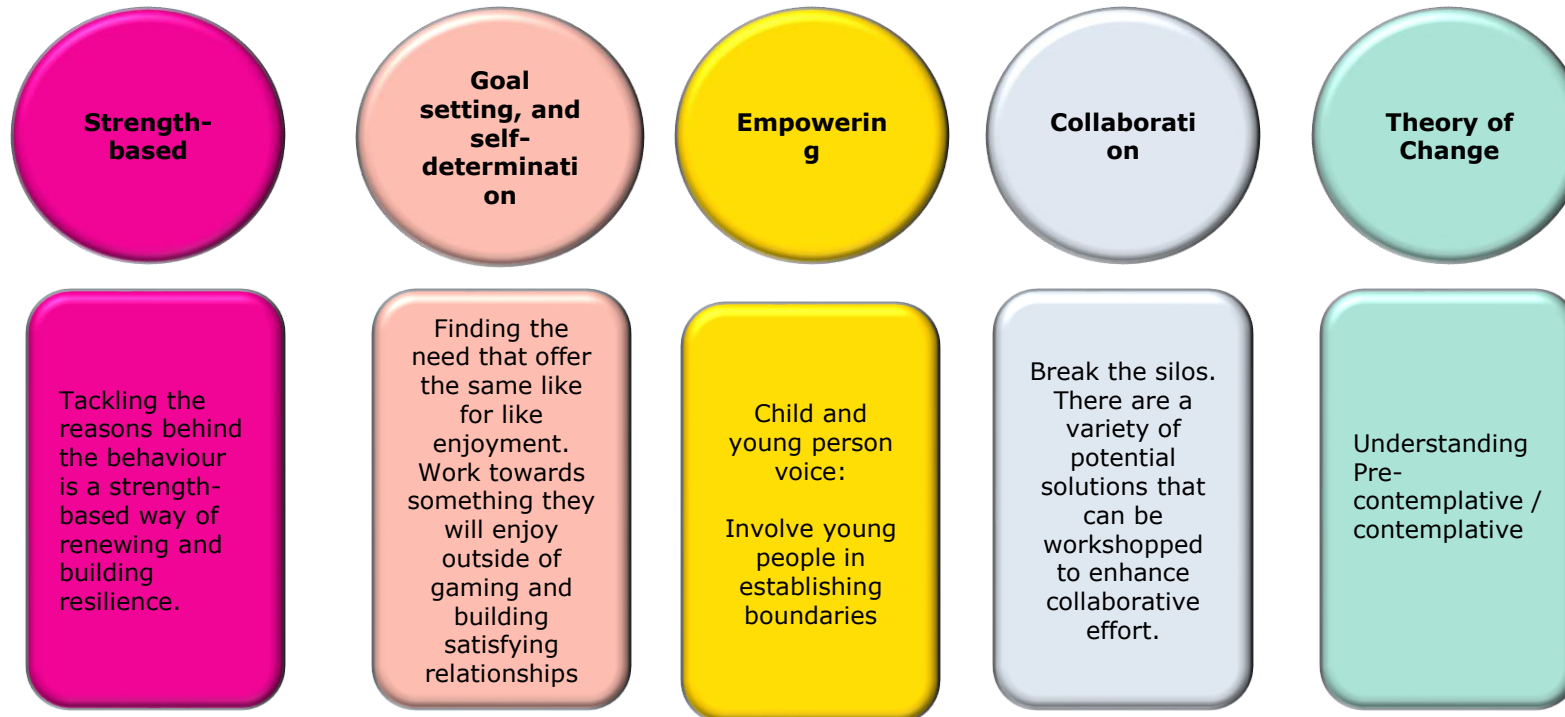 Strength-
based
Goal
setting, and
self-
determinati
on
Empowerin
g
Collaborati
on
Theory of
Change
Tackling the
reasons behind
the behaviour
is a strength-
based way of
renewing and
building
resilience.
Finding the
need that offer
the same like
for like
enjoyment.
Work towards
something they
will enjoy
outside of
gaming and
building
satisfying
relationships
Child and
young person
voice:
Involve young
people in
establishing
boundaries
Break the silos.
There are a
variety of
potential
solutions that
can be
workshopped
to enhance
collaborative
effort.
Understanding
Pre-
contemplative /
contemplative